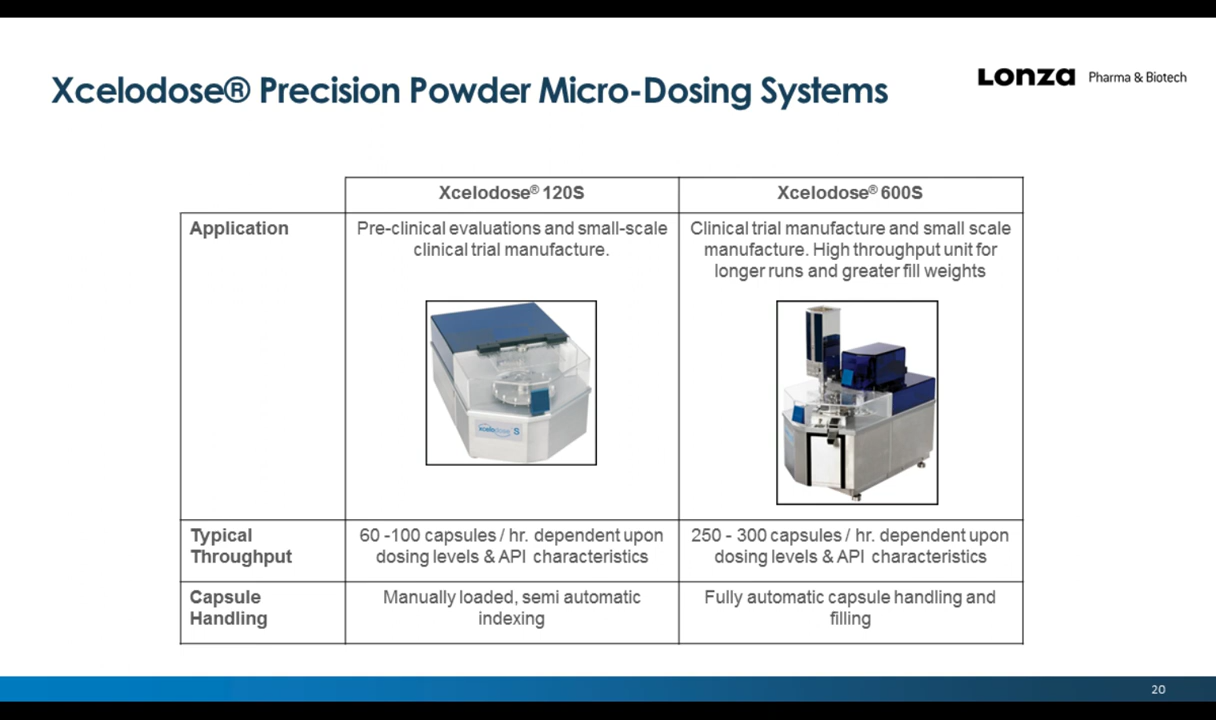 Xcelodose® Precision Powder Micro-Dosing Systems
Lonza Pharma & Biotech
Xcelodose® 120S
Xcelodose® 600S
Application
Pre-clinical evaluations and small-scale
clinical trial manufacture.
Clinical trial manufacture and small scale
manufacture. High throughput unit for
longer runs and greater fill weights
xcelodose S
Typical
Throughput
60 -100 capsules / hr. dependent upon
dosing levels & API characteristics
250 - 300 capsules / hr. dependent upon
dosing levels & API characteristics
Capsule
Handling
Manually loaded, semi automatic
indexing
Fully automatic capsule handling and
filling
20